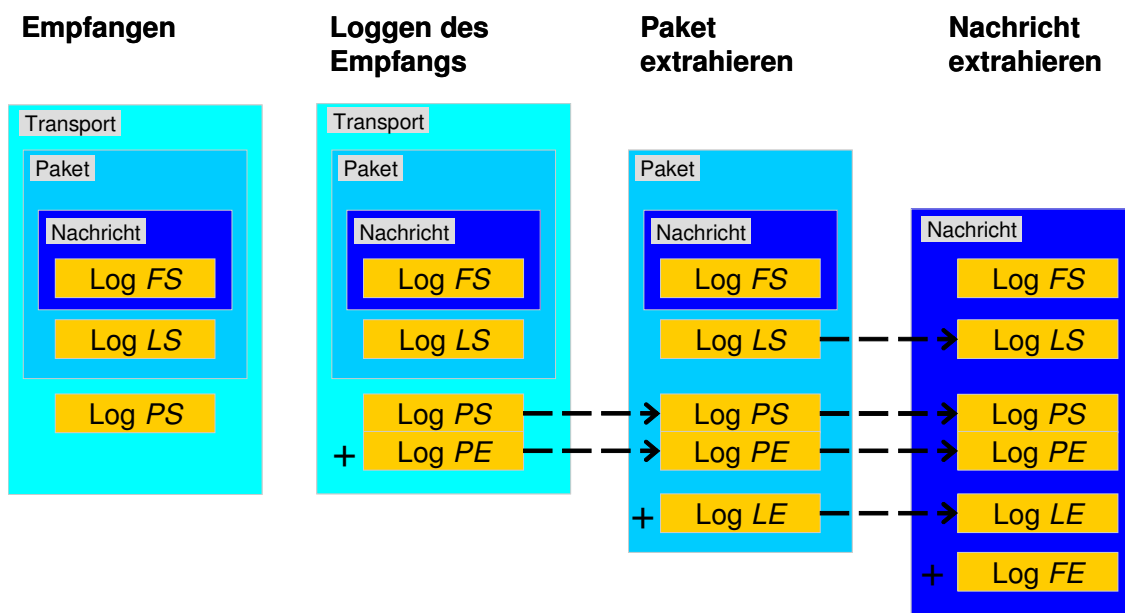 Empfangen
Loggen des
Empfangs
Paket
extrahieren
Nachricht
extrahieren
Transport
Paket
Nachricht
Log FS
Log LS
Log PS
Transport
Paket
Nachricht
Log FS
Log LS
Log PS
+ Log PE
Paket
Nachricht
Log FS
Log LS
Log PS
Log PE
+ Log LE
Nachricht
Log FS
Log LS
Log PS
Log PE
Log LE
+ Log FE